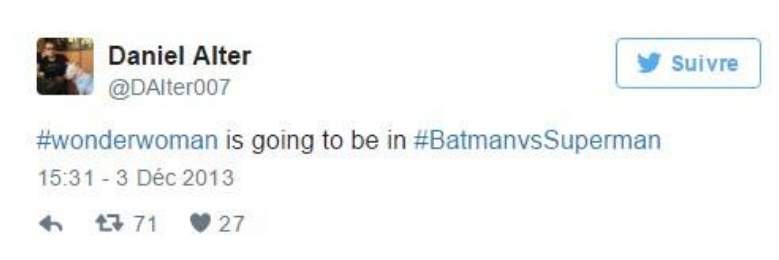 Daniel Alter
@DAlter007
Suivre
#wonderwoman is going to be in #BatmanvsSuperman
15:31 - 3 Déc 2013
71 27